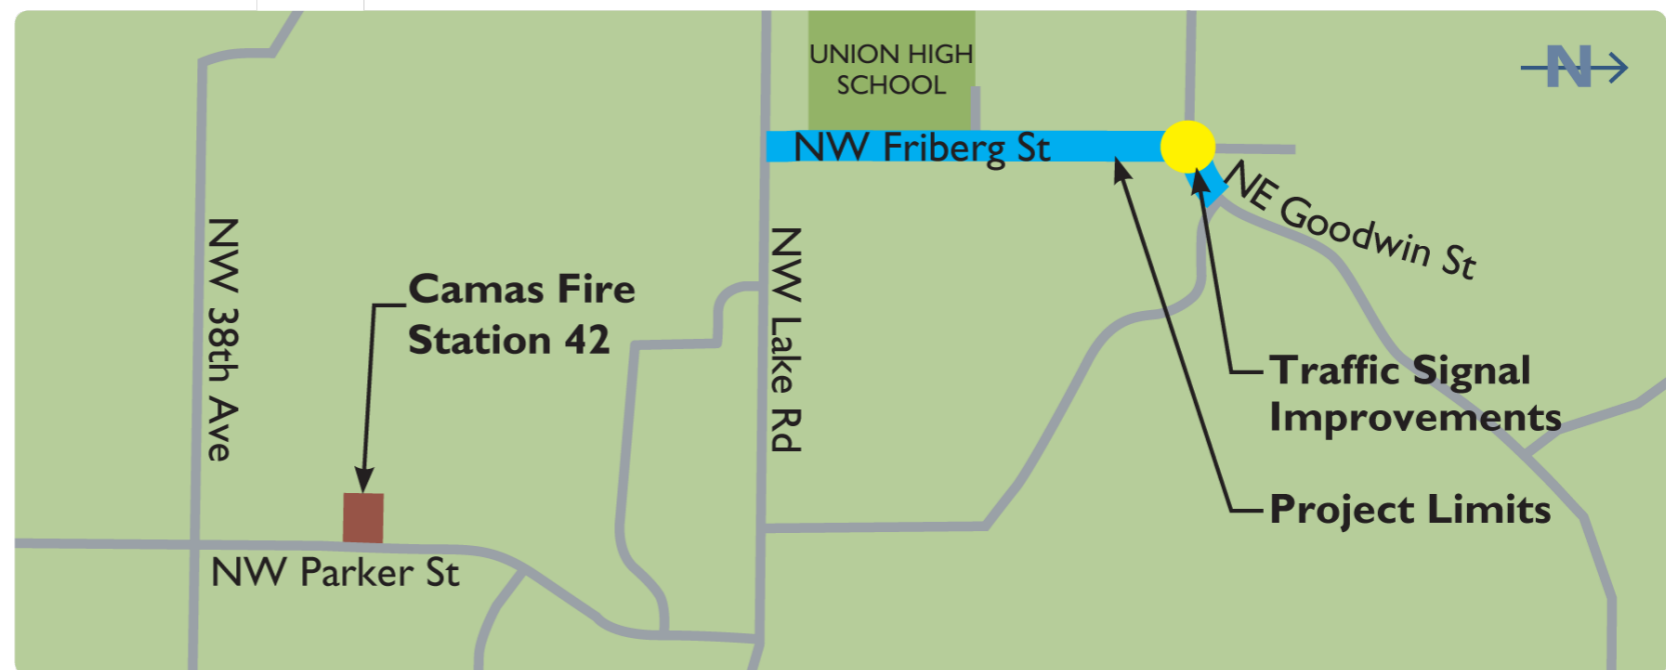 UNION HIGH
SCHOOL
N
NW Friberg St
NE Goodwin St
NW 38th Ave
Camas Fire
Station 42
NW Lake Rd
Traffic Signal
Improvements
Project Limits
NW Parker St